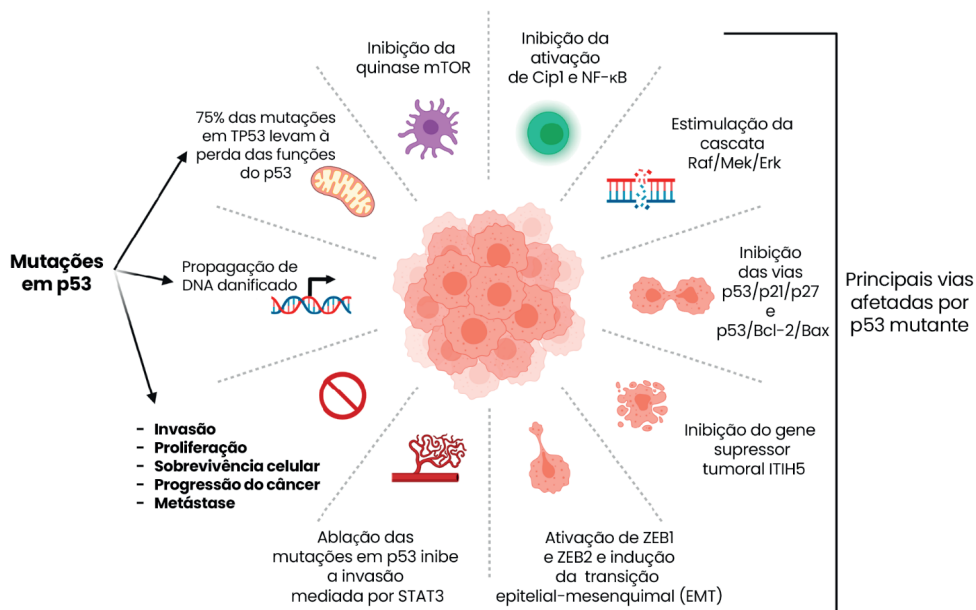 Inibição da
quinase mTOR
Inibição da
ativação
de Cip1 e NF-κB
75% das mutações
em TP53 levam à
perda das funções
do p53
Estimulação da
cascata
Raf/Mek/Erk
Mutações
em p53
Propagação de
DNA danificado
Inibição
das vias
p53/p21/p27
e
p53/Bcl-2/Bax
Principais vias
afetadas por
p53 mutante
- Invasão
- Proliferação
- Sobrevivência celular
- Progressão do câncer
- Metástase
Inibição do gene
supressor
tumoral ITIH5
Ablação das
mutações em p53 inibe
a invasão
mediada por STAT3
Ativação de ZEB1
e ZEB2 e indução
da transição
epitelial-mesenquimal (EMT)